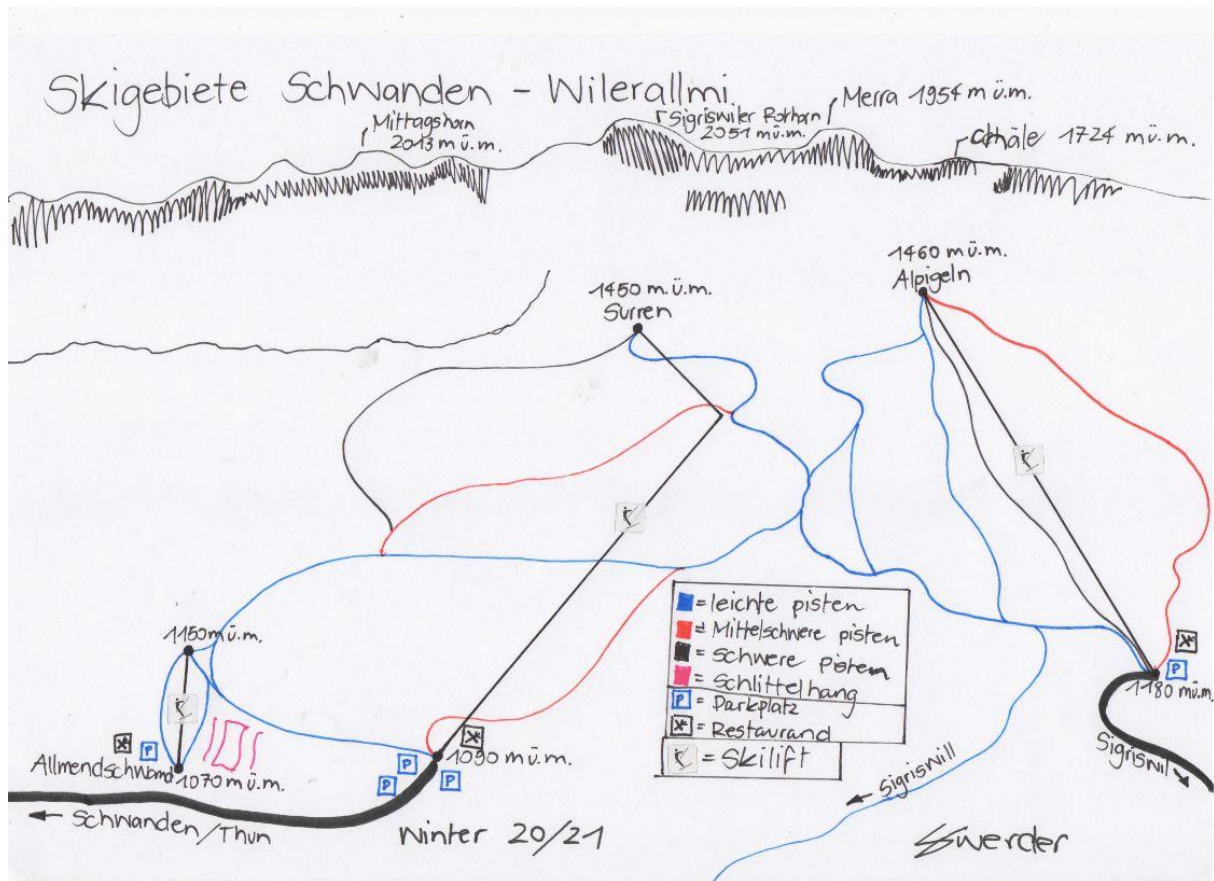 Skigebiete Schwanden - Wilerallmi
Mittagshorn
2013 m ü.m.
Sigriswiler Rothorn
2051 m ü.m.
Merra 1954 m ü.m.
1724 m ü.m.
1460 m ü.m.
Alpigeln
1450 m.ü.m.
Surren
1150 m ü.m.
Allmendschwand
1070 m ü.m.
1090 m ü.m.
1180 m ü.m.
= leichte pisten
= Mittelschwere pisten
= Schwere pisten
= Schlittelhang
P = Parkplatz
= Restaurand
= Skilift
P
P
P
P
P
Sigriswil
Sigriswill
Schwanden/Thun
Winter 20/21